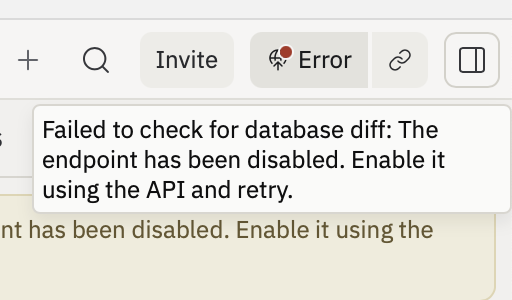 Invite
Error
Failed to check for database diff: The
endpoint has been disabled. Enable it
using the API and retry.
has been disabled. Enable it using the